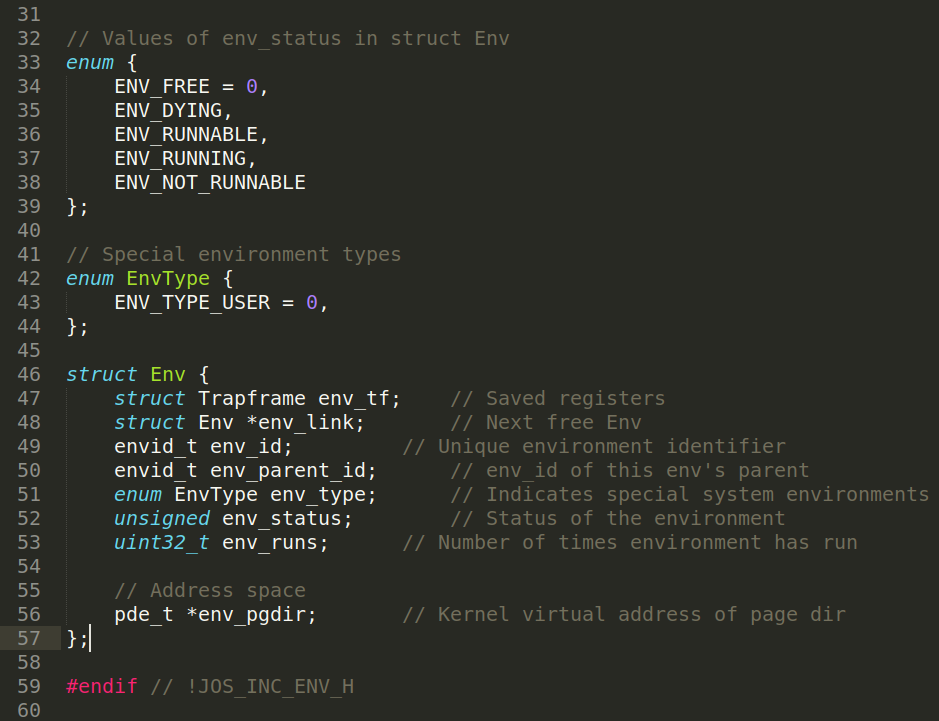 31
32 // Values of env_status in struct Env
33 enum {
34     ENV_FREE = 0,
35     ENV_DYING,
36     ENV_RUNNABLE,
37     ENV_RUNNING,
38     ENV_NOT_RUNNABLE
39 };
40
41 // Special environment types
42 enum EnvType {
43     ENV_TYPE_USER = 0,
44 };
45
46 struct Env {
47     struct Trapframe env_tf;    // Saved registers
48     struct Env *env_link;       // Next free Env
49     envid_t env_id;         // Unique environment identifier
50     envid_t env_parent_id;      // env_id of this env's parent
51     enum EnvType env_type;      // Indicates special system environments
52     unsigned env_status;        // Status of the environment
53     uint32_t env_runs;      // Number of times environment has run
54
55     // Address space
56     pde_t *env_pgdir;       // Kernel virtual address of page dir
57 };
58
59 #endif // !JOS_INC_ENV_H
60